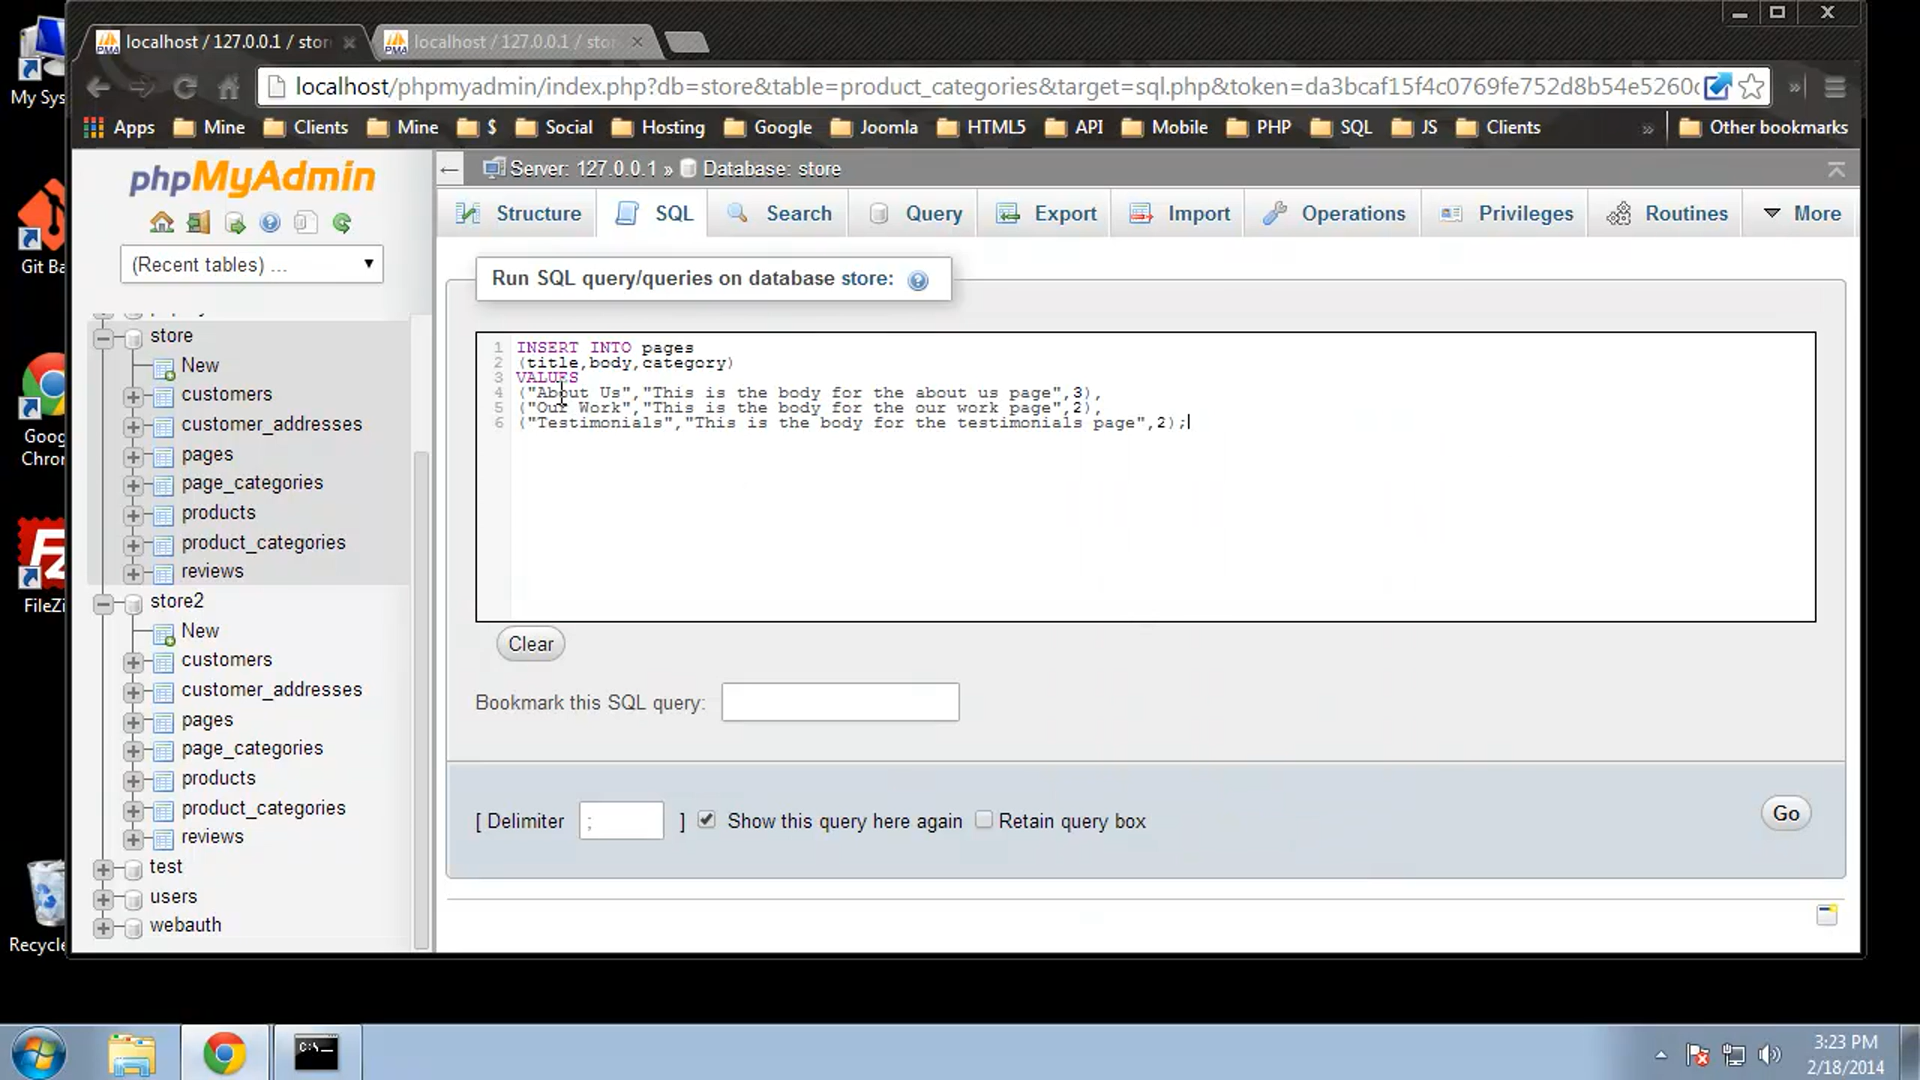 My Sys
Git Ba
Goog
Chron
FileZi
Recycle
localhost / 127.0.0.1 / stor
localhost / 127.0.0.1 / sto
localhost/phpmyadmin/index.php?db=store&table=product_categories&target=sql.php&token=da3bcaf15f4c0769fe752d8b54e5260c
Apps Mine Clients Mine $ Social Hosting Google Joomla HTML5 API Mobile PHP SQL JS Clients » Other bookmarks
phpMyAdmin
(Recent tables) ...
store
New
customers
customer_addresses
pages
page_categories
products
product_categories
reviews
store2
New
customers
customer_addresses
pages
page_categories
products
product_categories
reviews
test
users
webauth
Server: 127.0.0.1 » Database: store
Structure SQL Search Query Export Import Operations Privileges Routines More
Run SQL query/queries on database store:
1 INSERT INTO pages
2 (title,body,category)
3 VALUES
4 ("About Us","This is the body for the about us page",3),
5 ("Our Work","This is the body for the our work page",2),
6 ("Testimonials","This is the body for the testimonials page",2);
Clear
Bookmark this SQL query:
[ Delimiter ; ] Show this query here again Retain query box
Go
3:23 PM
2/18/2014